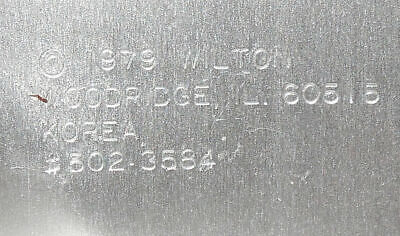 © 1979 WILTON
WOODRIDGE, IL. 60515
KOREA
#502-3584